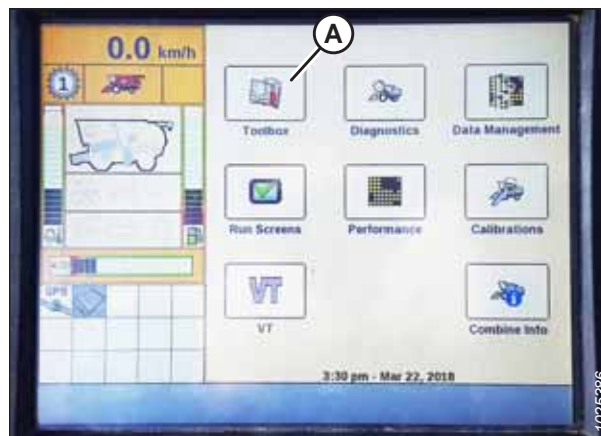 A
0.0 km/h
1
Toolbox
Diagnostics
Data Management
Run Screens
Performance
Calibrations
GPS
VT
VT
Combine Info
3:30 pm - Mar 22, 2018
1025286